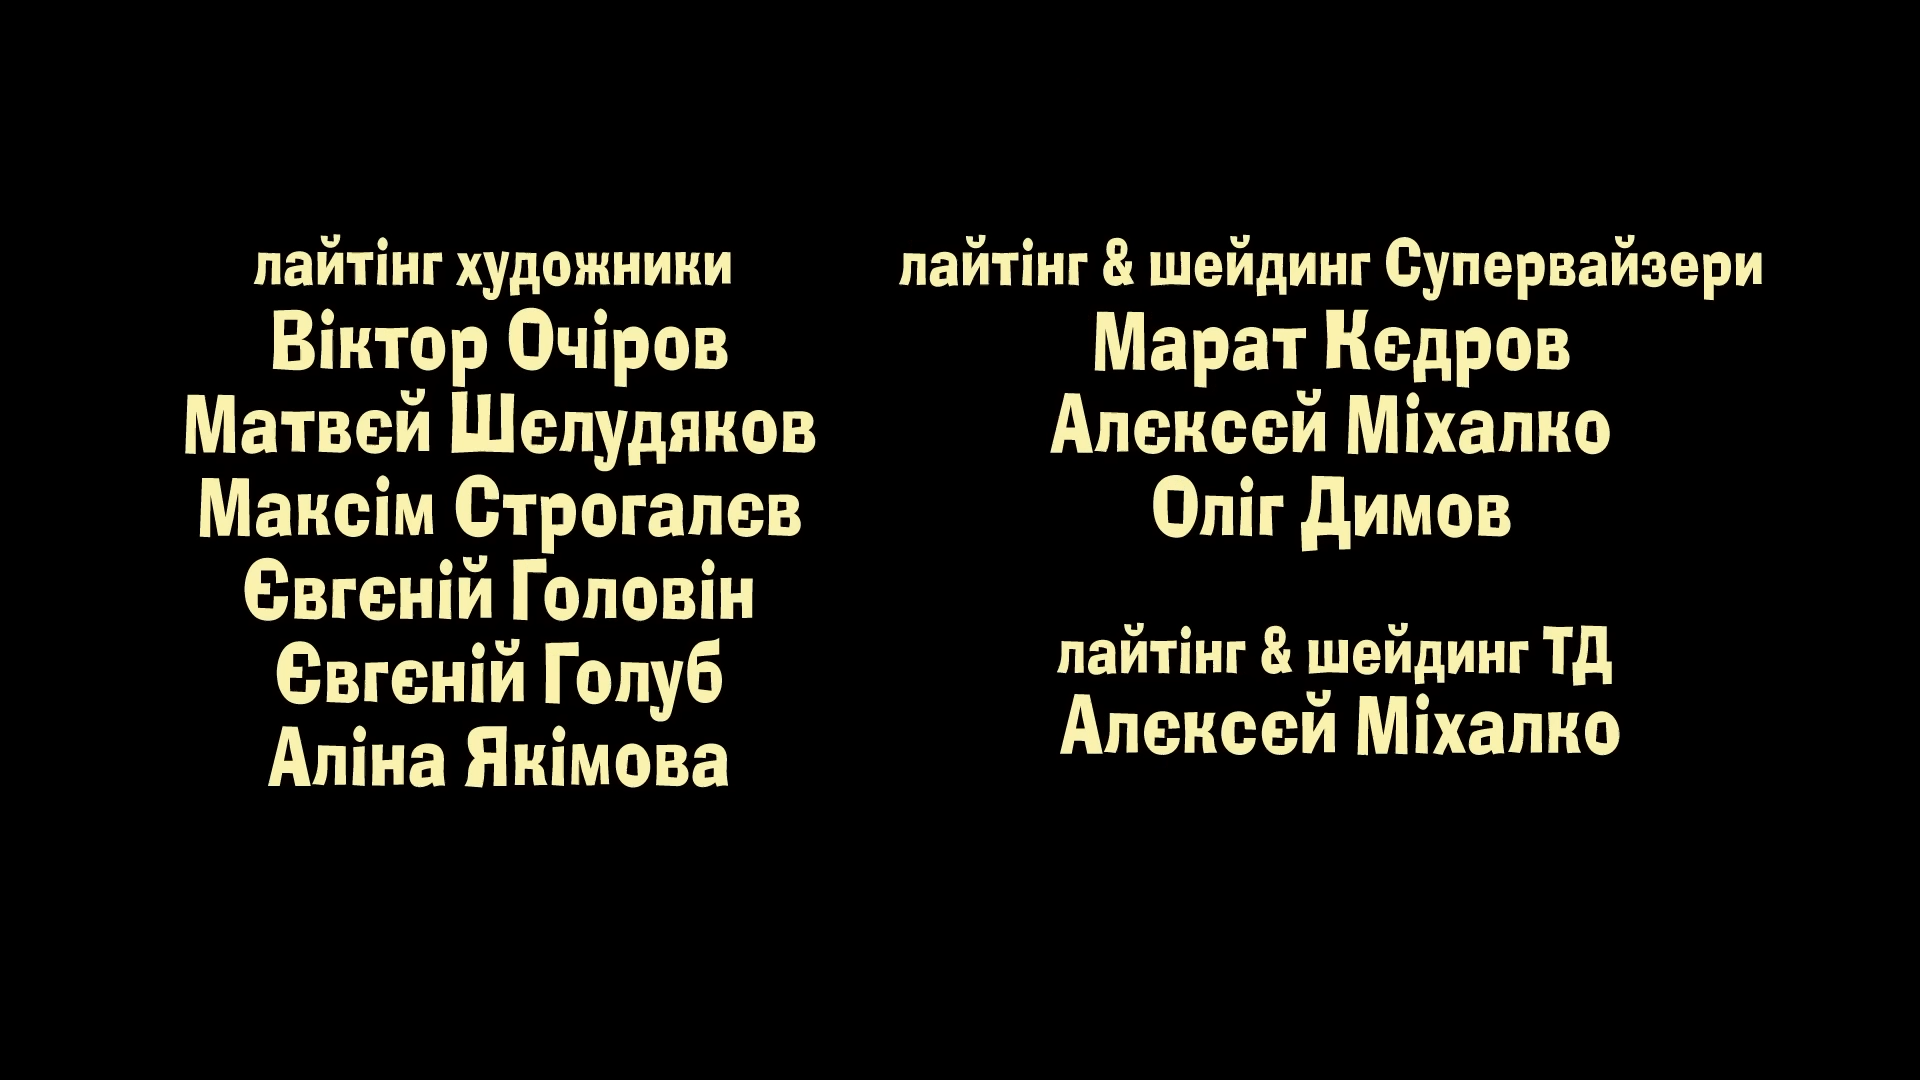 лайтінг художники
Віктор Очіров
Матвєй Шєлудяков
Максім Строгалєв
Євгєній Головін
Євгєній Голуб
Аліна Якімова
лайтінг & шейдинг Супервайзери
Марат Кєдров
Алєксєй Міхалко
Оліг Димов
лайтінг & шейдинг ТД
Алєксєй Міхалко